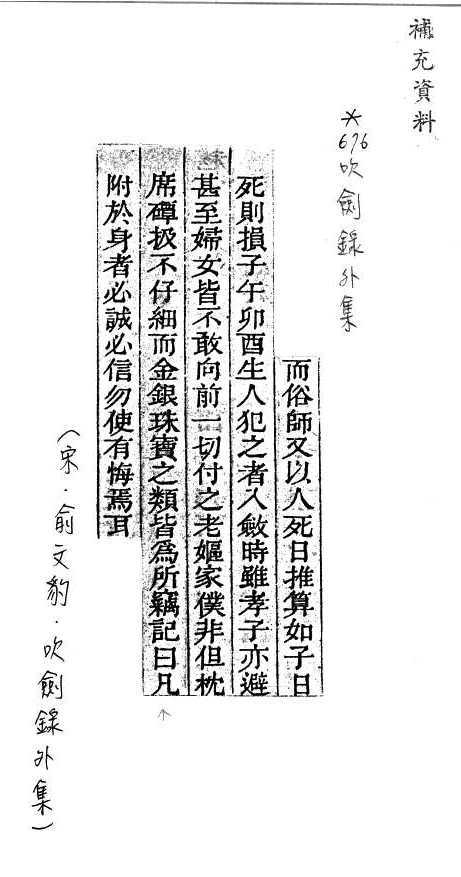 補充資料
*696吹劍錄外集
而俗師又以人死日推算如子日
死則損子午卯酉生人犯之者入斂時雖孝子亦避
甚至婦女皆不敢向前一切付之老嫗家僕非但枕
席磹扱不仔細而金銀珠寶之類皆為所竊記曰凡
附於身者必誠必信勿使有悔焉耳
(宋.俞文豹.吹劍錄外集)